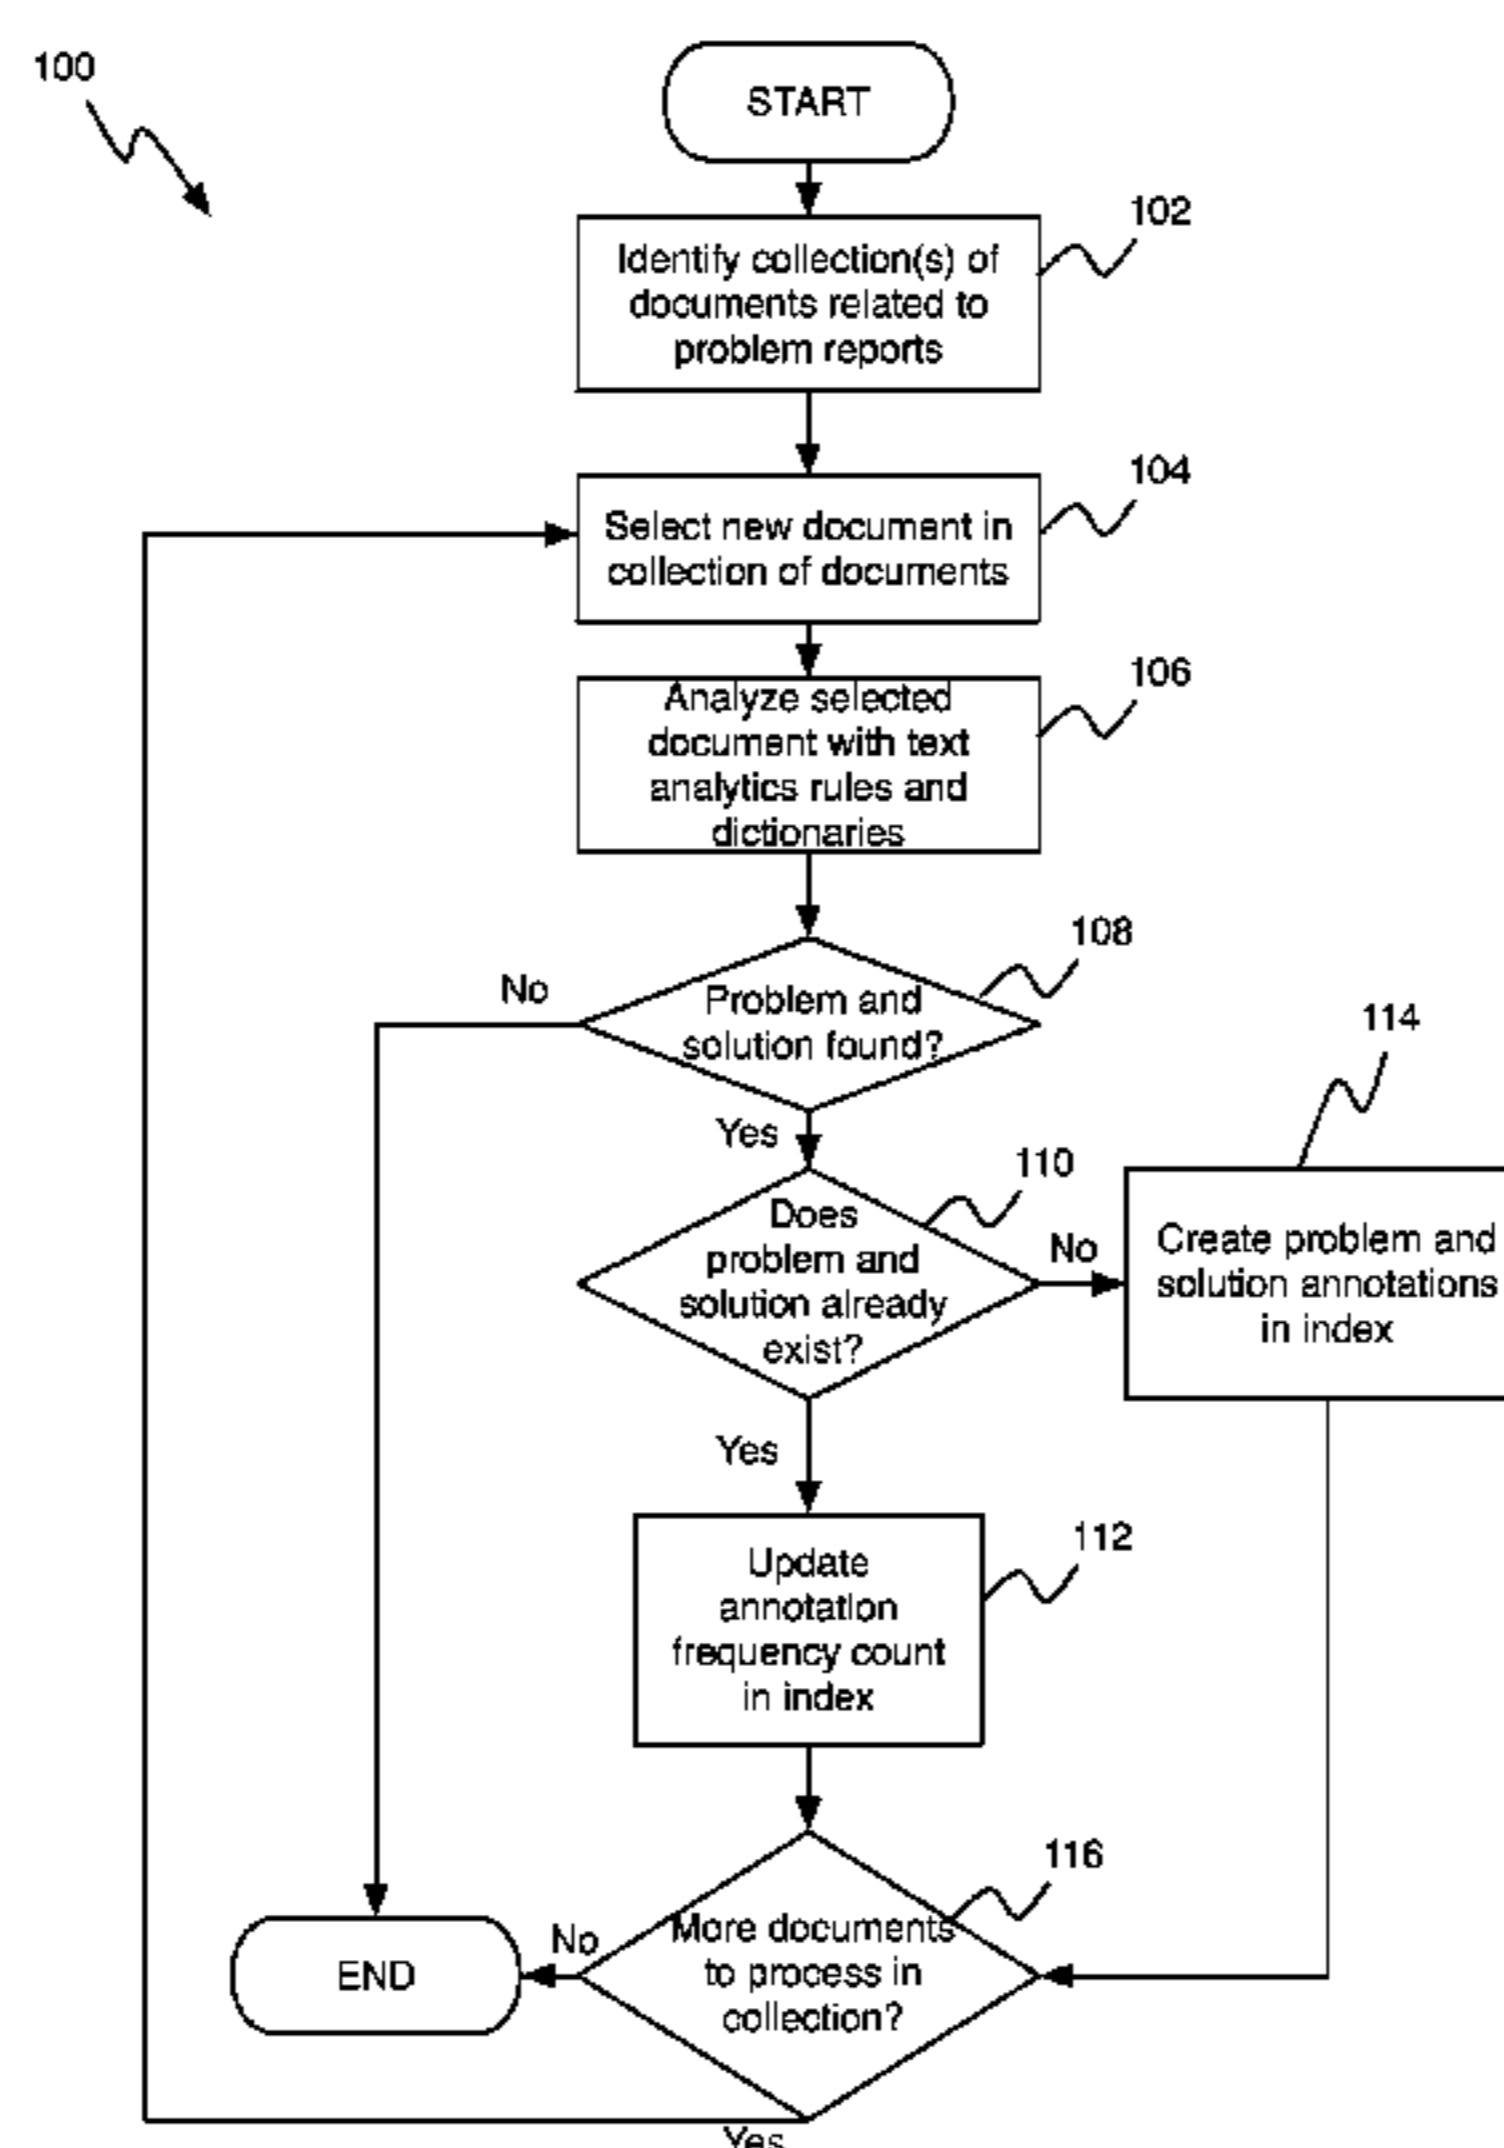 100
START
102
Identify collection(s) of
documents related to
problem reports
104
Select new document in
collection of documents
106
Analyze selected
document with text
analytics rules and
dictionaries
108
No
Problem and
solution found?
114
Yes
110
Does
problem and
solution already
exist?
No
Create problem and
solution annotations
in index
Yes
112
Update
annotation
frequency count
in index
116
No
More documents
to process in
collection?
END
Yes